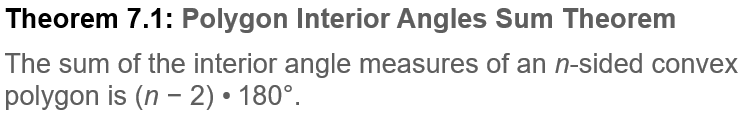 Theorem 7.1: Polygon Interior Angles Sum Theorem
The sum of the interior angle measures of an n-sided convex
polygon is (n − 2) • 180°.